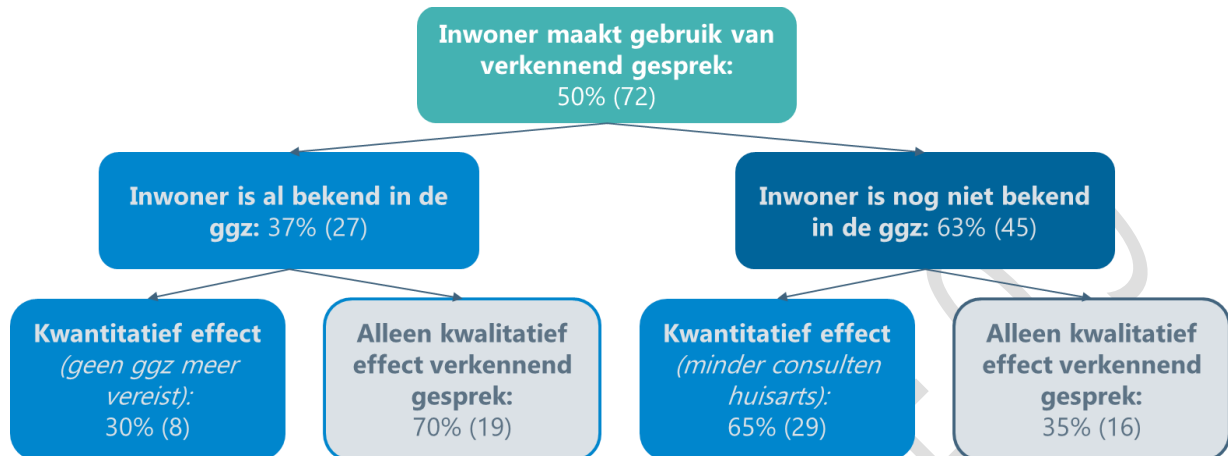 Inwoner maakt gebruik van
verkennend gesprek:
50% (72)
Inwoner is al bekend in de
ggz: 37% (27)
Inwoner is nog niet bekend
in de ggz: 63% (45)
Kwantitatief effect
(geen ggz meer
vereist):
30% (8)
Alleen kwalitatief
effect verkennend
gesprek:
70% (19)
Kwantitatief effect
(minder consulten
huisarts):
65% (29)
Alleen kwalitatief
effect verkennend
gesprek:
35% (16)